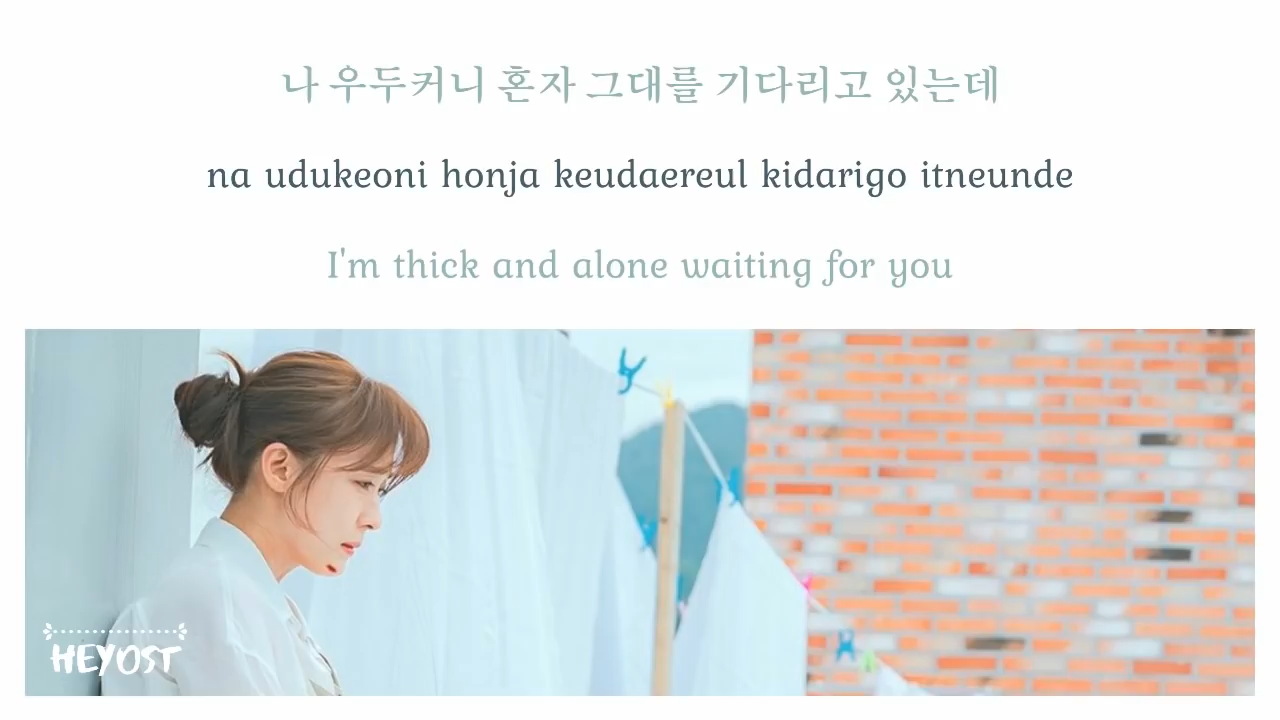 나 우두커니 혼자 그대를 기다리고 있는데
na udukeoni honja keudaereul kidarigo itneunde
I'm thick and alone waiting for you
HEYOST